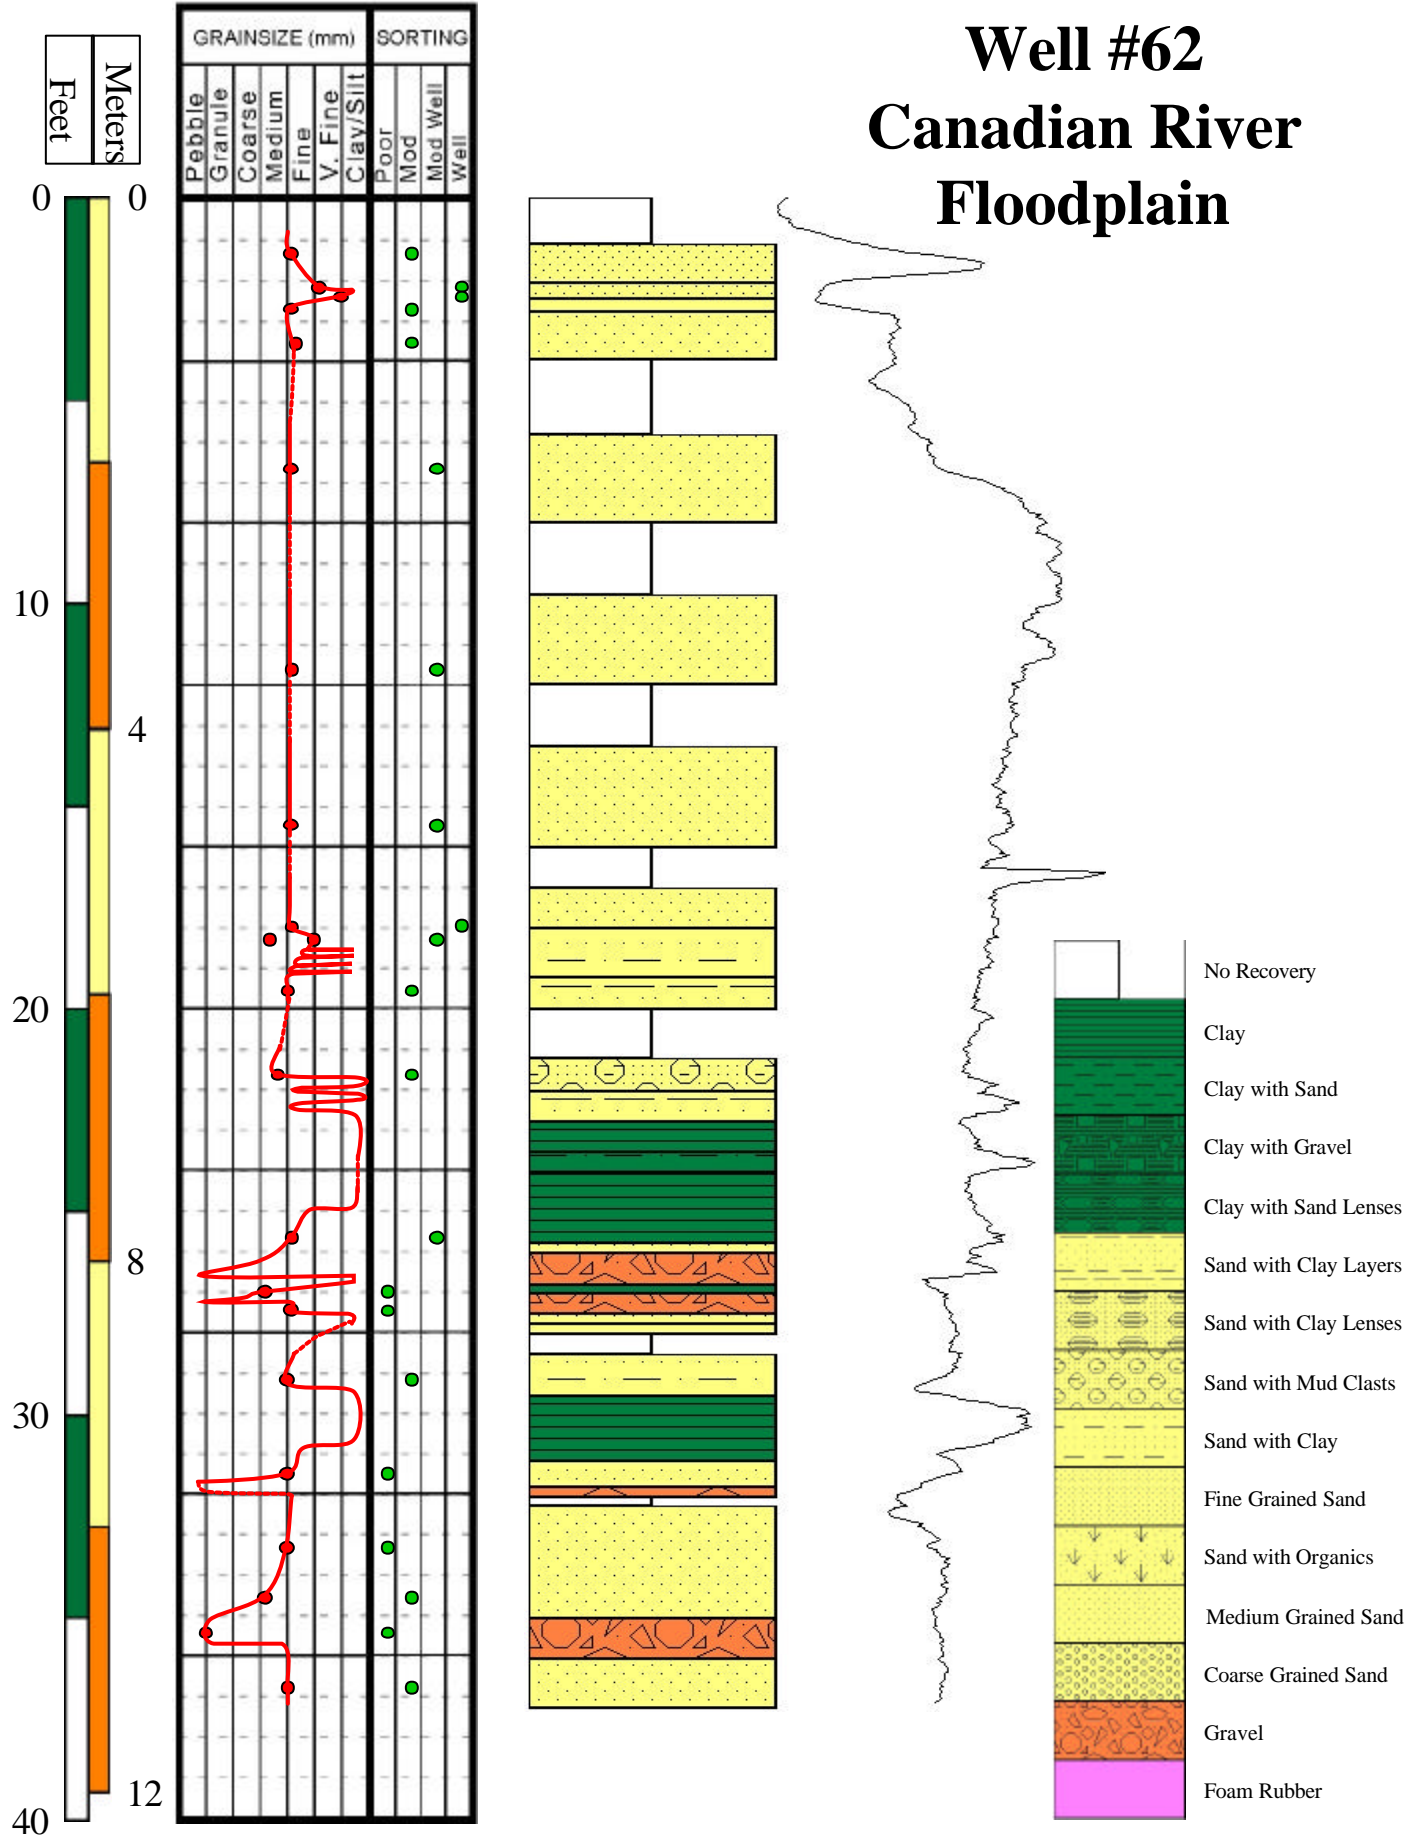 Well #62
Canadian River
Floodplain
Feet
Meters
GRAINSIZE (mm)
SORTING
Pebble
Granule
Coarse
Medium
Fine
V. Fine
Clay/Silt
Poor
Mod
Mod Well
Well
0
0
10
4
20
8
30
12
40
No Recovery
Clay
Clay with Sand
Clay with Gravel
Clay with Sand Lenses
Sand with Clay Layers
Sand with Clay Lenses
Sand with Mud Clasts
Sand with Clay
Fine Grained Sand
Sand with Organics
Medium Grained Sand
Coarse Grained Sand
Gravel
Foam Rubber